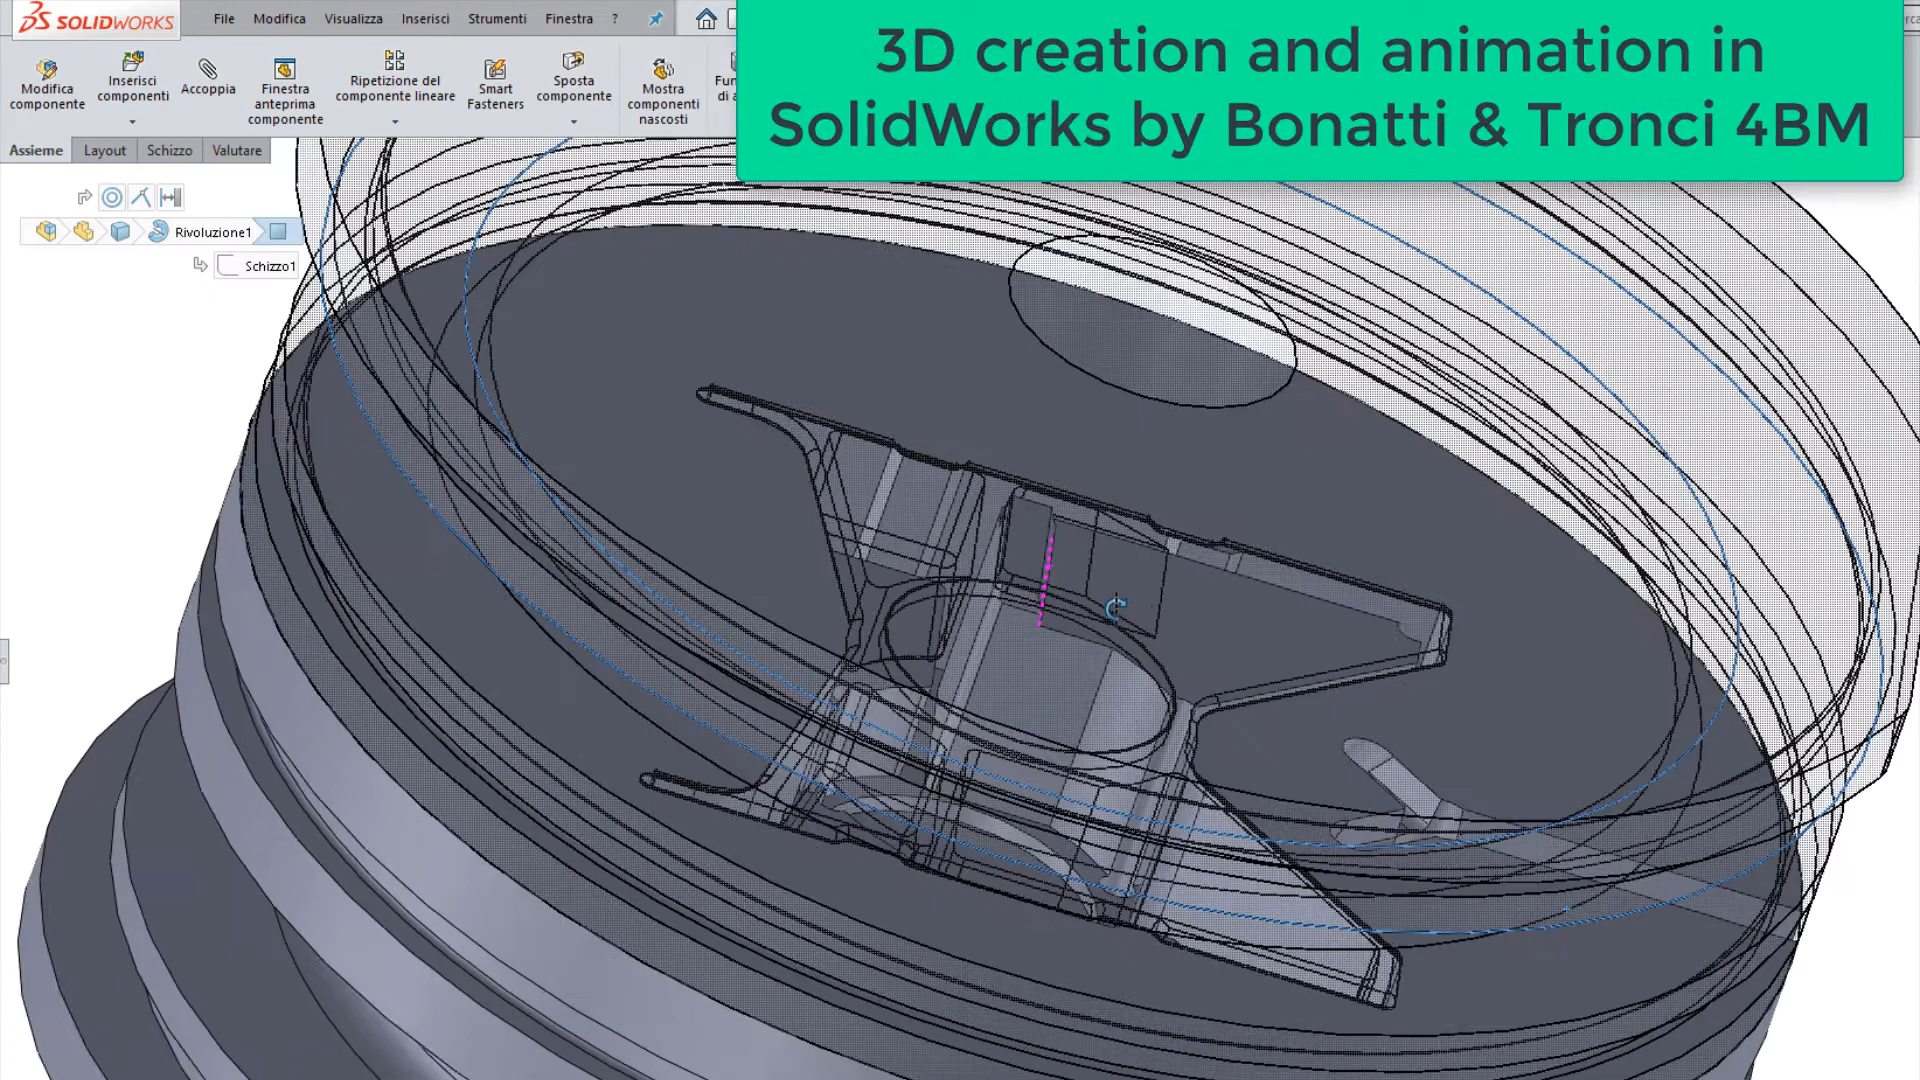 SOLIDWORKS
File Modifica Visualizza Inserisci Strumenti Finestra ?
3D creation and animation in
SolidWorks by Bonatti & Tronci 4BM
Modifica
componente
Inserisci
componenti
Accoppia
Finestra
anteprima
componente
Ripetizione del
componente lineare
Smart
Fasteners
Sposta
componente
Mostra
componenti
nascosti
Assieme Layout Schizzo Valutare
Rivoluzione1
Schizzo1